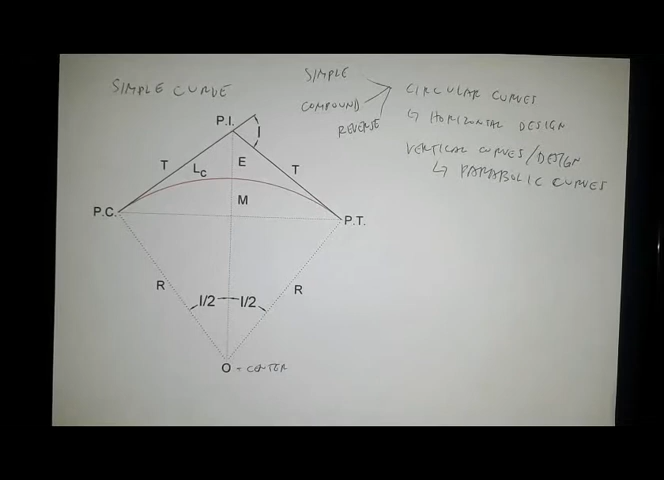 SIMPLE CURVE
SIMPLE
COMPOUND
REVERSE
CIRCULAR CURVES
↳ HORIZONTAL DESIGN
VERTICAL CURVES/DESIGN
↳ PARABOLIC CURVES
P.I.
I
T
LC
E
T
M
P.C.
P.T.
R
I/2
I/2
R
O = CENTER